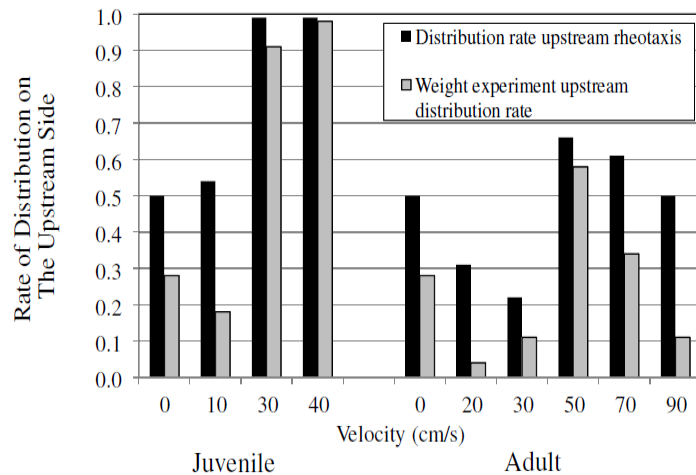 Rate of Distribution on
The Upstream Side
1.0
0.9
0.8
0.7
0.6
0.5
0.4
0.3
0.2
0.1
0.0
Distribution rate upstream rheotaxis
Weight experiment upstream
distribution rate
0 10 30 40 0 20 30 50 70 90
Velocity (cm/s)
Juvenile Adult